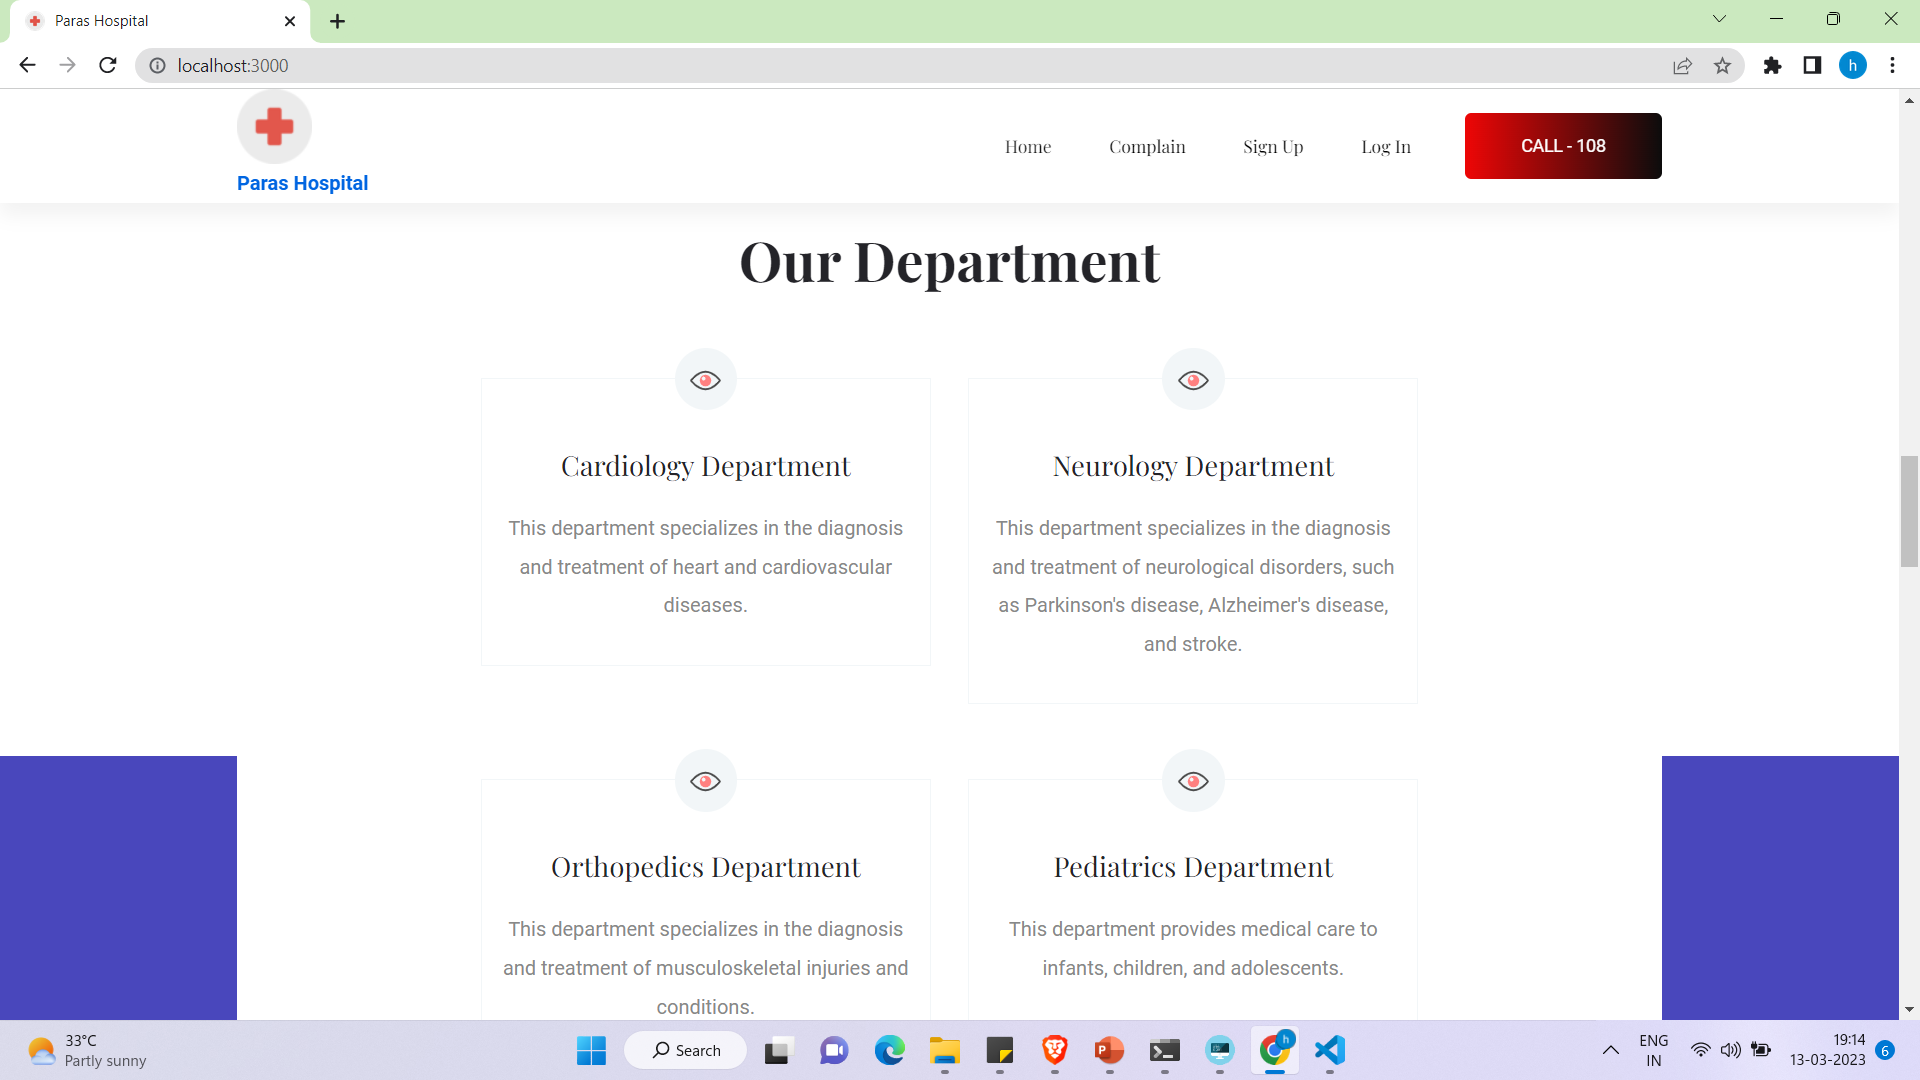 Paras Hospital
localhost:3000
h
Paras Hospital
Home
Complain
Sign Up
Log In
CALL - 108
Our Department
Cardiology Department
This department specializes in the diagnosis
and treatment of heart and cardiovascular
diseases.
Neurology Department
This department specializes in the diagnosis
and treatment of neurological disorders, such
as Parkinson's disease, Alzheimer's disease,
and stroke.
Orthopedics Department
This department specializes in the diagnosis
and treatment of musculoskeletal injuries and
conditions.
Pediatrics Department
This department provides medical care to
infants, children, and adolescents.
33°C
Partly sunny
Search
P
h
ENG
IN
19:14
13-03-2023
6